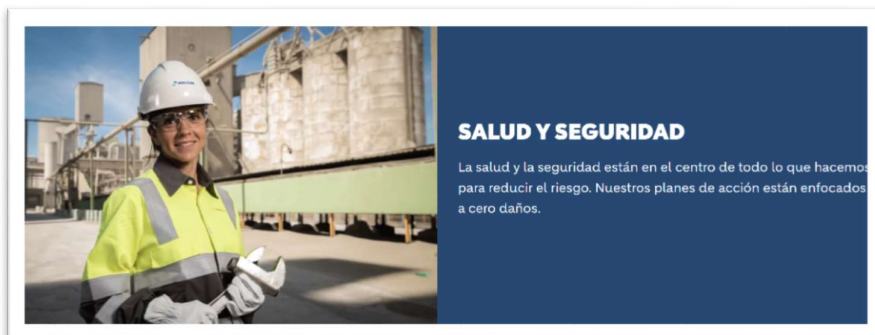 SALUD Y SEGURIDAD
La salud y la seguridad están en el centro de todo lo que hacemos
para reducir el riesgo. Nuestros planes de acción están enfocados
a cero daños.